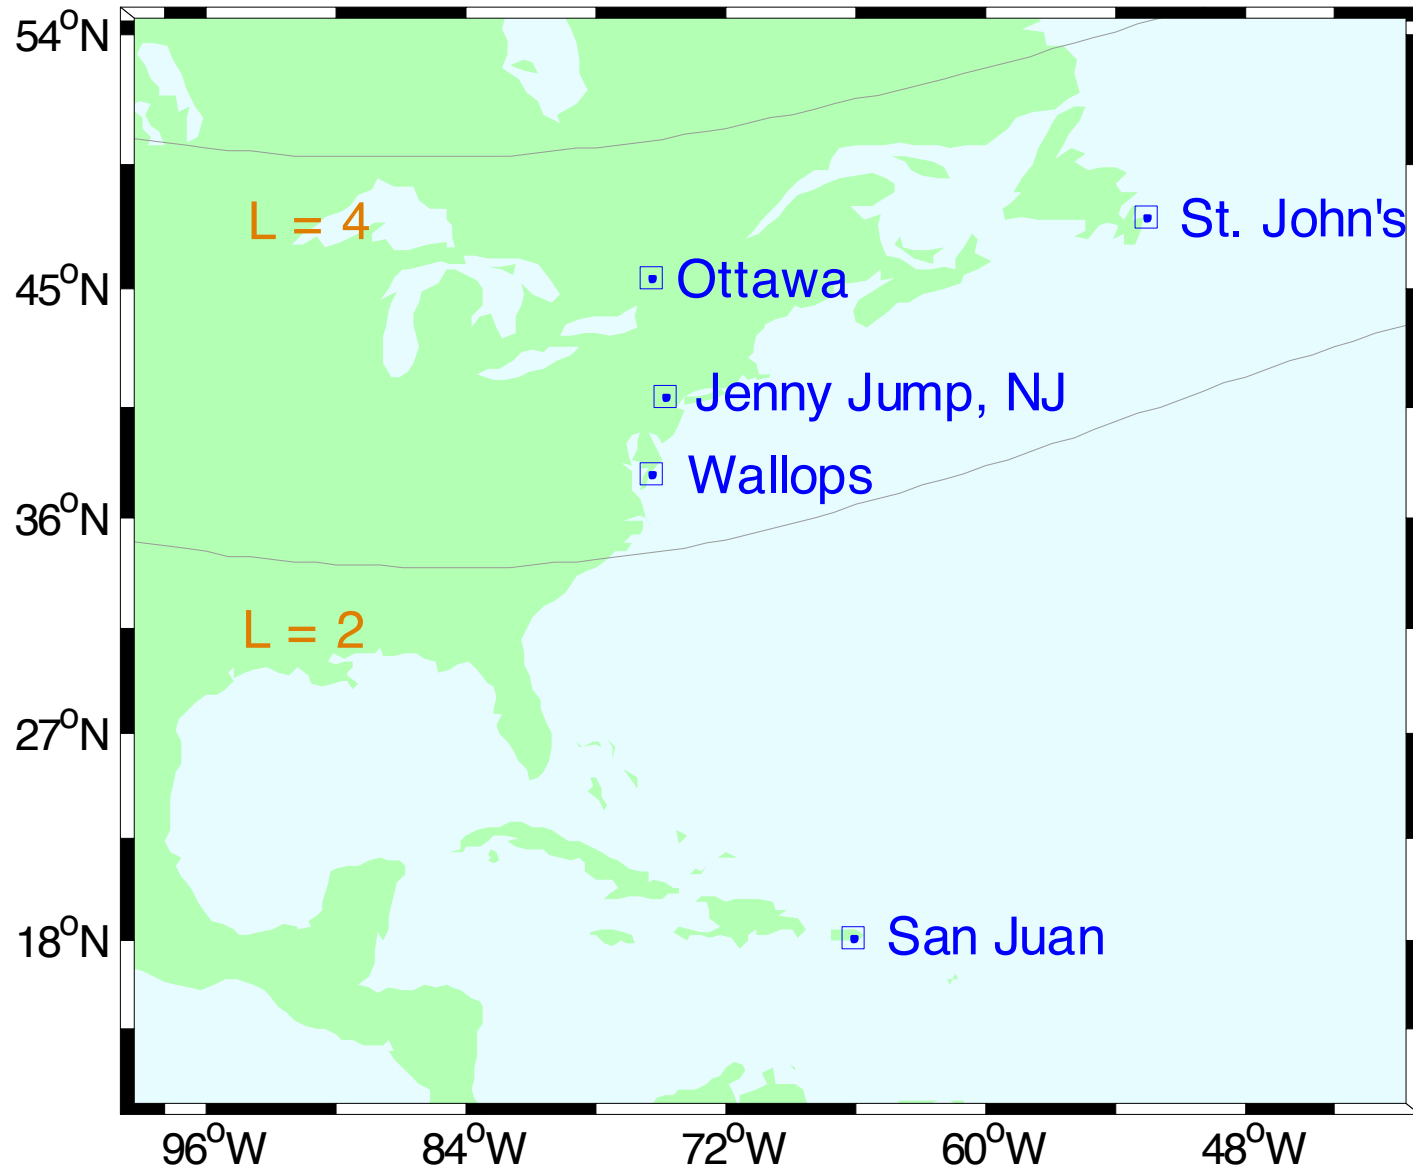 54°N
L = 4
St. John's
45°N
Ottawa
Jenny Jump, NJ
Wallops
36°N
L = 2
27°N
18°N
San Juan
96°W 84°W 72°W 60°W 48°W